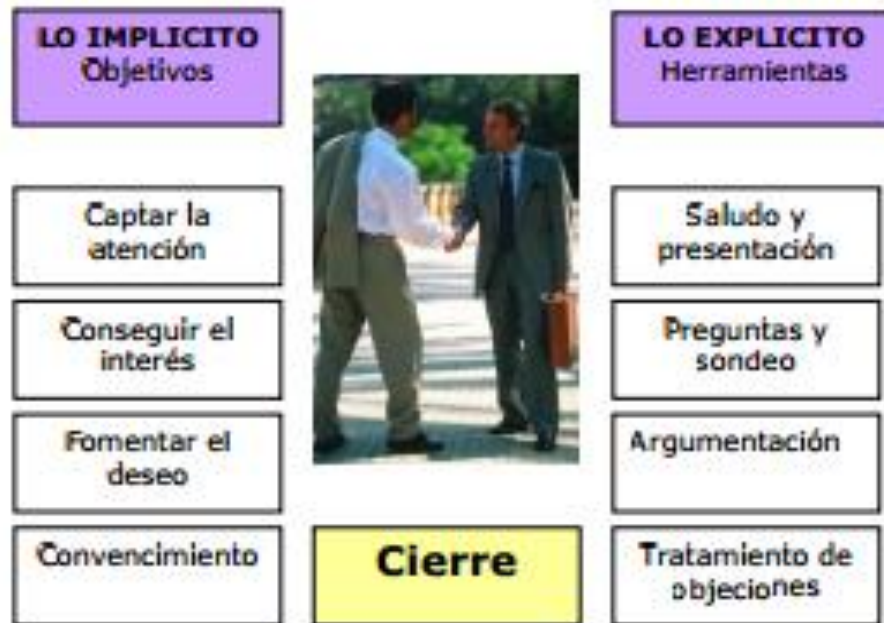 LO IMPLICITO
Objetivos
Captar la
atención
Conseguir el
interés
Fomentar el
deseo
Convencimiento
Cierre
LO EXPLICITO
Herramientas
Saludo y
presentación
Preguntas y
sondeo
Argumentación
Tratamiento de
objeciones